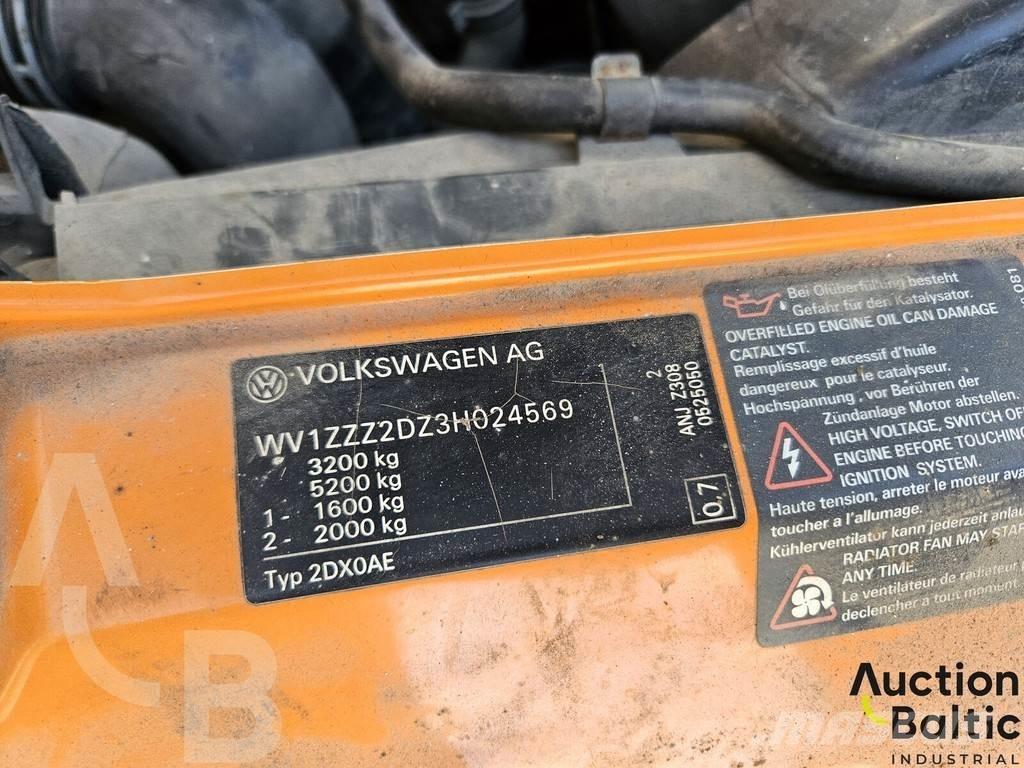 VOLKSWAGEN AG
WV1ZZZ2DZ3H024569
3200 kg
5200 kg
1 - 1600 kg
2 - 2000 kg
Typ 2DX0AE
2
ANJ Z308
0525050
0,7
Bei Ölüberfüllung besteht
Gefahr für den Katalysator.
OVERFILLED ENGINE OIL CAN DAMAGE
CATALYST.
Remplissage excessif d'huile
dangereux pour le catalyseur.
Hochspannung, vor Berühren der
Zündanlage Motor abstellen.
HIGH VOLTAGE, SWITCH OF
ENGINE BEFORE TOUCHING
IGNITION SYSTEM.
Haute tension, arreter le moteur ava
toucher a l'allumage.
Kühlerventilator kann jederzeit anlau
RADIATOR FAN MAY STAR
ANY TIME.
Le ventilateur de radiateur
declencher a tout moment.
081
AB
Auction
Baltic
INDUSTRIAL